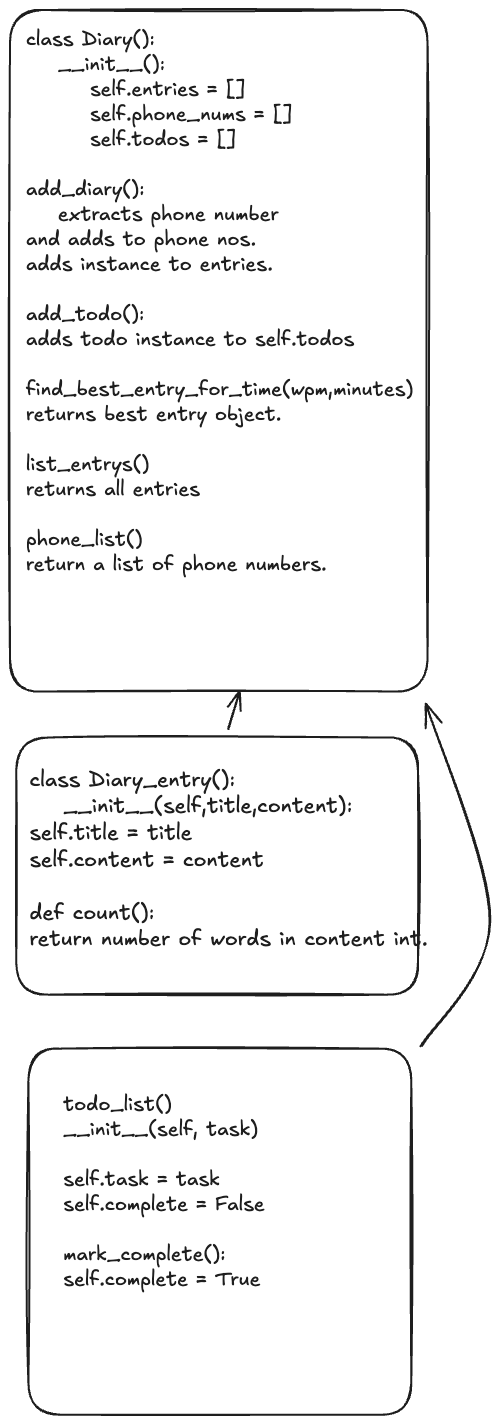 class Diary():
__init__():
self.entries = []
self.phone_nums = []
self.todos = []
add_diary():
extracts phone number
and adds to phone nos.
adds instance to entries.
add_todo():
adds todo instance to self.todos
find_best_entry_for_time(wpm,minutes)
returns best entry object.
list_entrys()
returns all entries
phone_list()
return a list of phone numbers.
class Diary_entry():
__init__(self,title,content):
self.title = title
self.content = content
def count():
return number of words in content int.
todo_list()
__init__(self, task)
self.task = task
self.complete = False
mark_complete():
self.complete = True